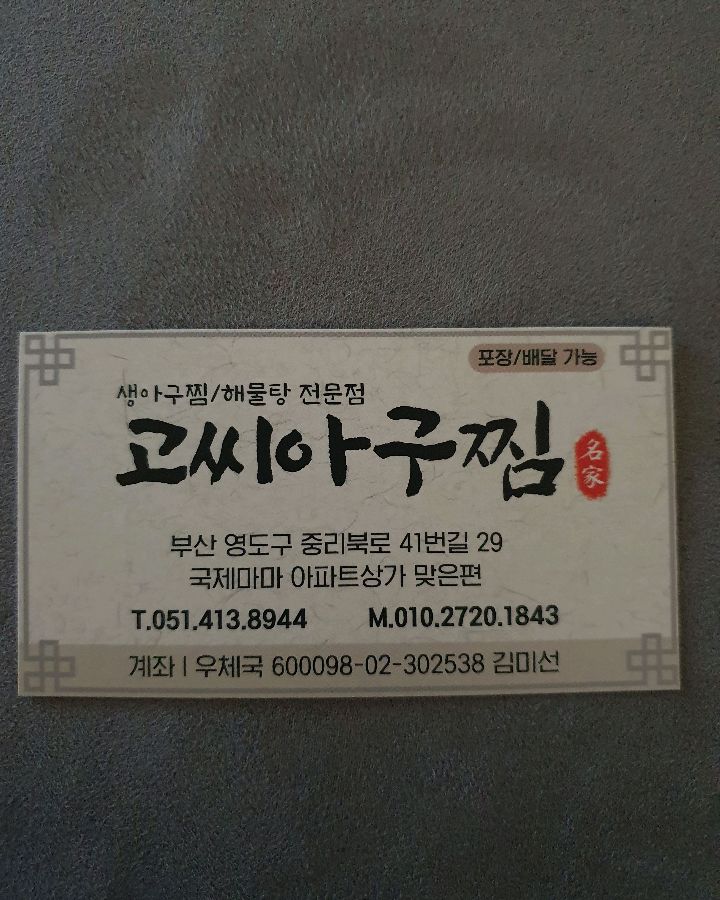 포장/배달 가능
생아구찜/해물탕 전문점
고씨아구찜
名家
부산 영도구 중리북로 41번길 29
국제마마 아파트상가 맞은편
T.051.413.8944 M.010.2720.1843
계좌 | 우체국 600098-02-302538 김미선